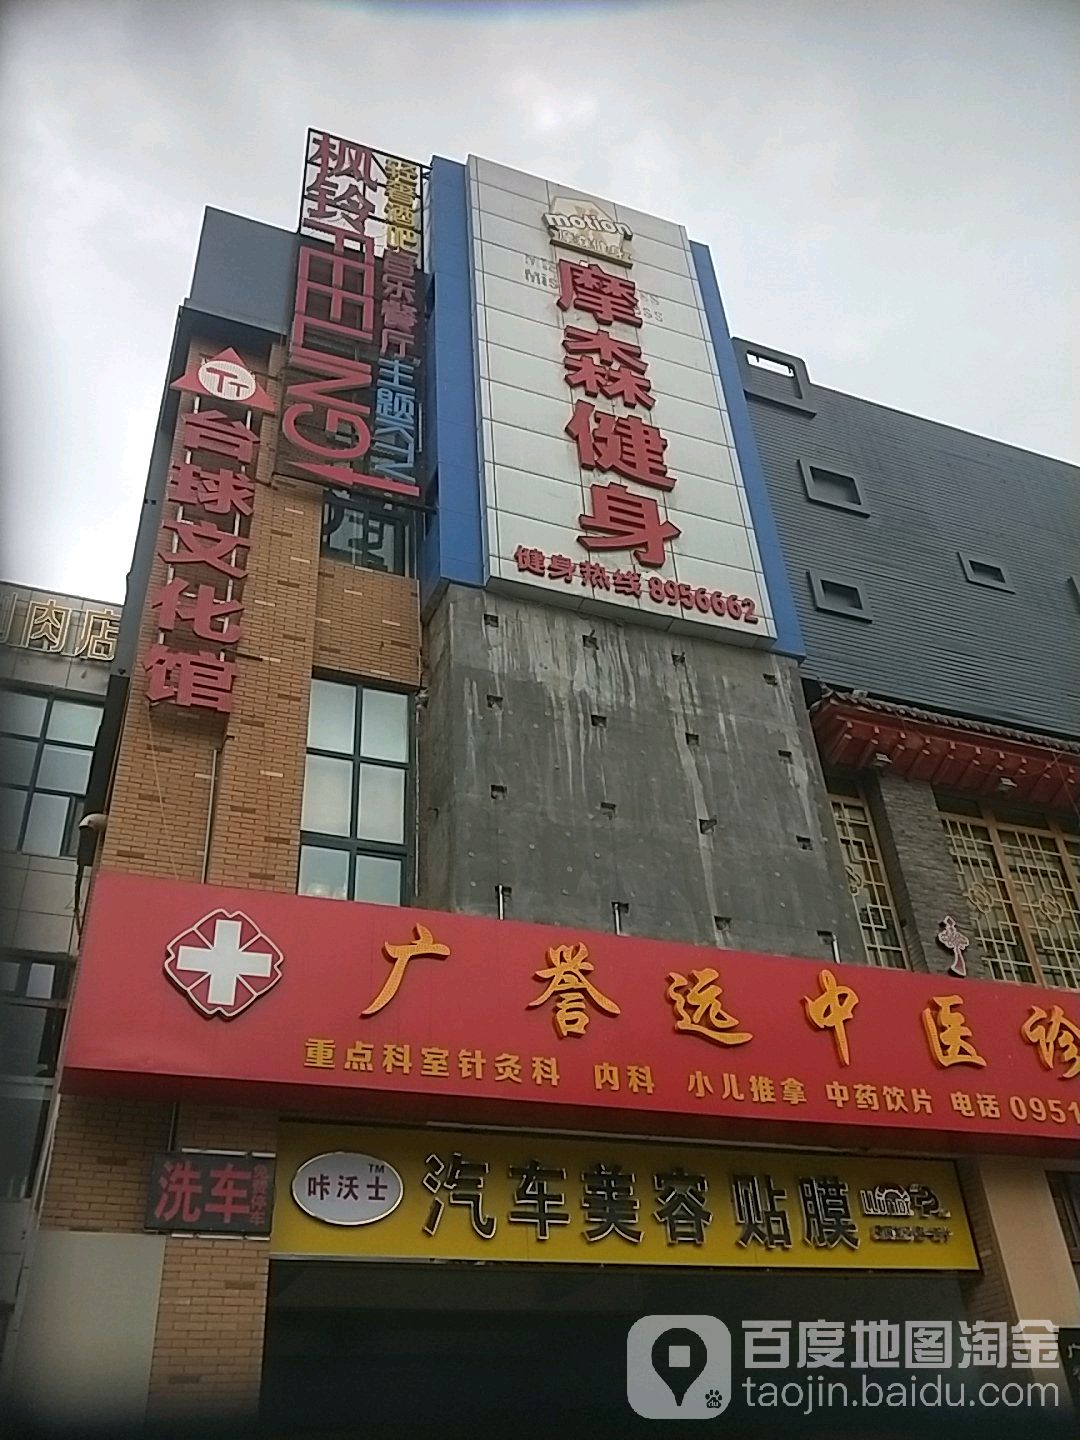 枫铃
FEELING1
轻奢酒吧
音乐餐厅
主题KTV
motion
摩森健身
健身热线 8956662
TT
台球文化馆
肉店
广誉远中医诊
重点科室针灸科 内科 小儿推拿 中药饮片 电话 0951
洗车
咔沃士 TM
汽车美容 贴膜
百度地图淘金
taojin.baidu.com